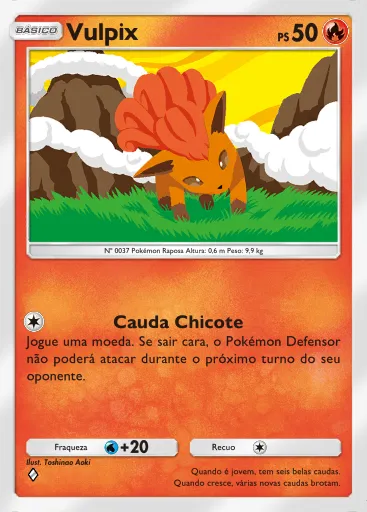 BÁSICO Vulpix PS 50
Nº 0037 Pokémon Raposa Altura: 0,6 m Peso: 9,9 kg
Cauda Chicote
Jogue uma moeda. Se sair cara, o Pokémon Defensor
não poderá atacar durante o próximo turno do seu
oponente.
Fraqueza +20 Recuo
Ilust. Toshinao Aoki
Quando é jovem, tem seis belas caudas.
Quando cresce, várias novas caudas brotam.